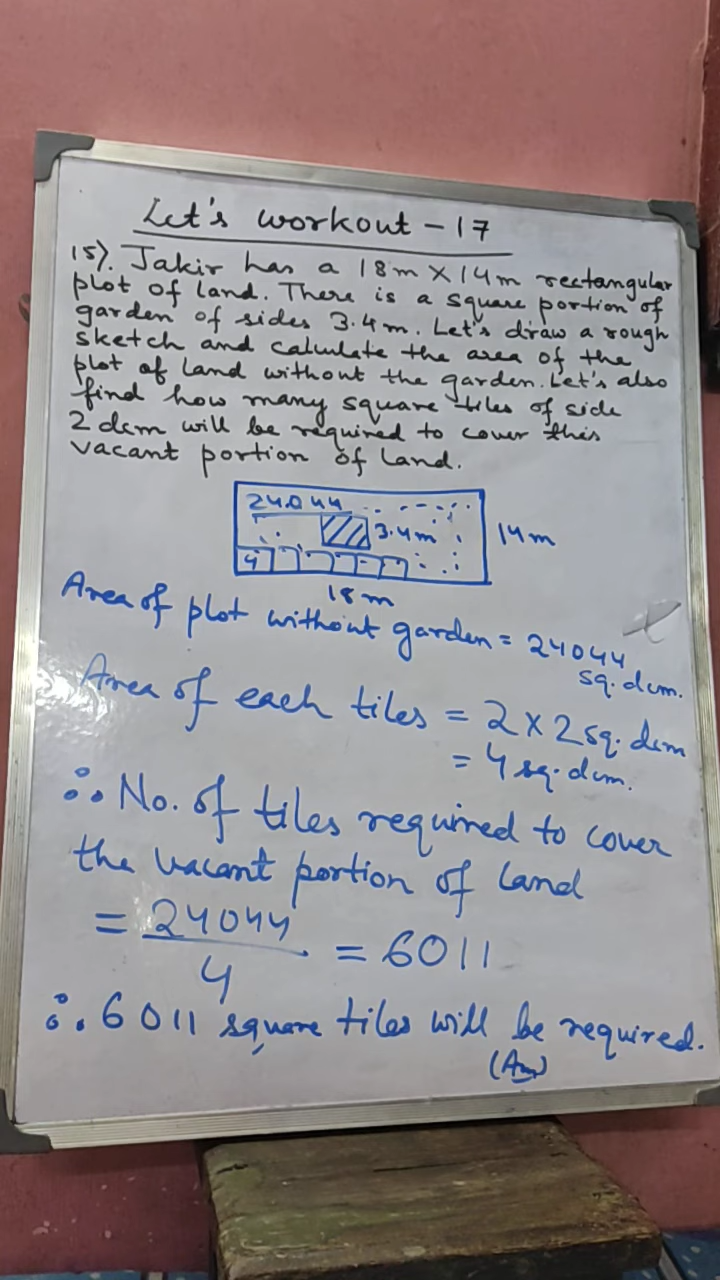 Let's workout - 17
15). Jakir has a 18m X 14m rectangular
plot of land. There is a square portion of
garden of sides 3.4m. Let's draw a rough
sketch and calculate the area of the
plot of land without the garden. Let's also
find how many square tiles of side
2 dcm will be required to cover this
vacant portion of land.
24044
3.4m
14m
4
18m
Area of plot without garden = 24044
sq. dcm.
Area of each tiles = 2 X 2 sq. dcm
= 4 sq. dcm.
∴ No. of tiles required to cover
the vacant portion of land
= 24044
4
= 6011
∴ 6011 square tiles will be required.
(Ans)